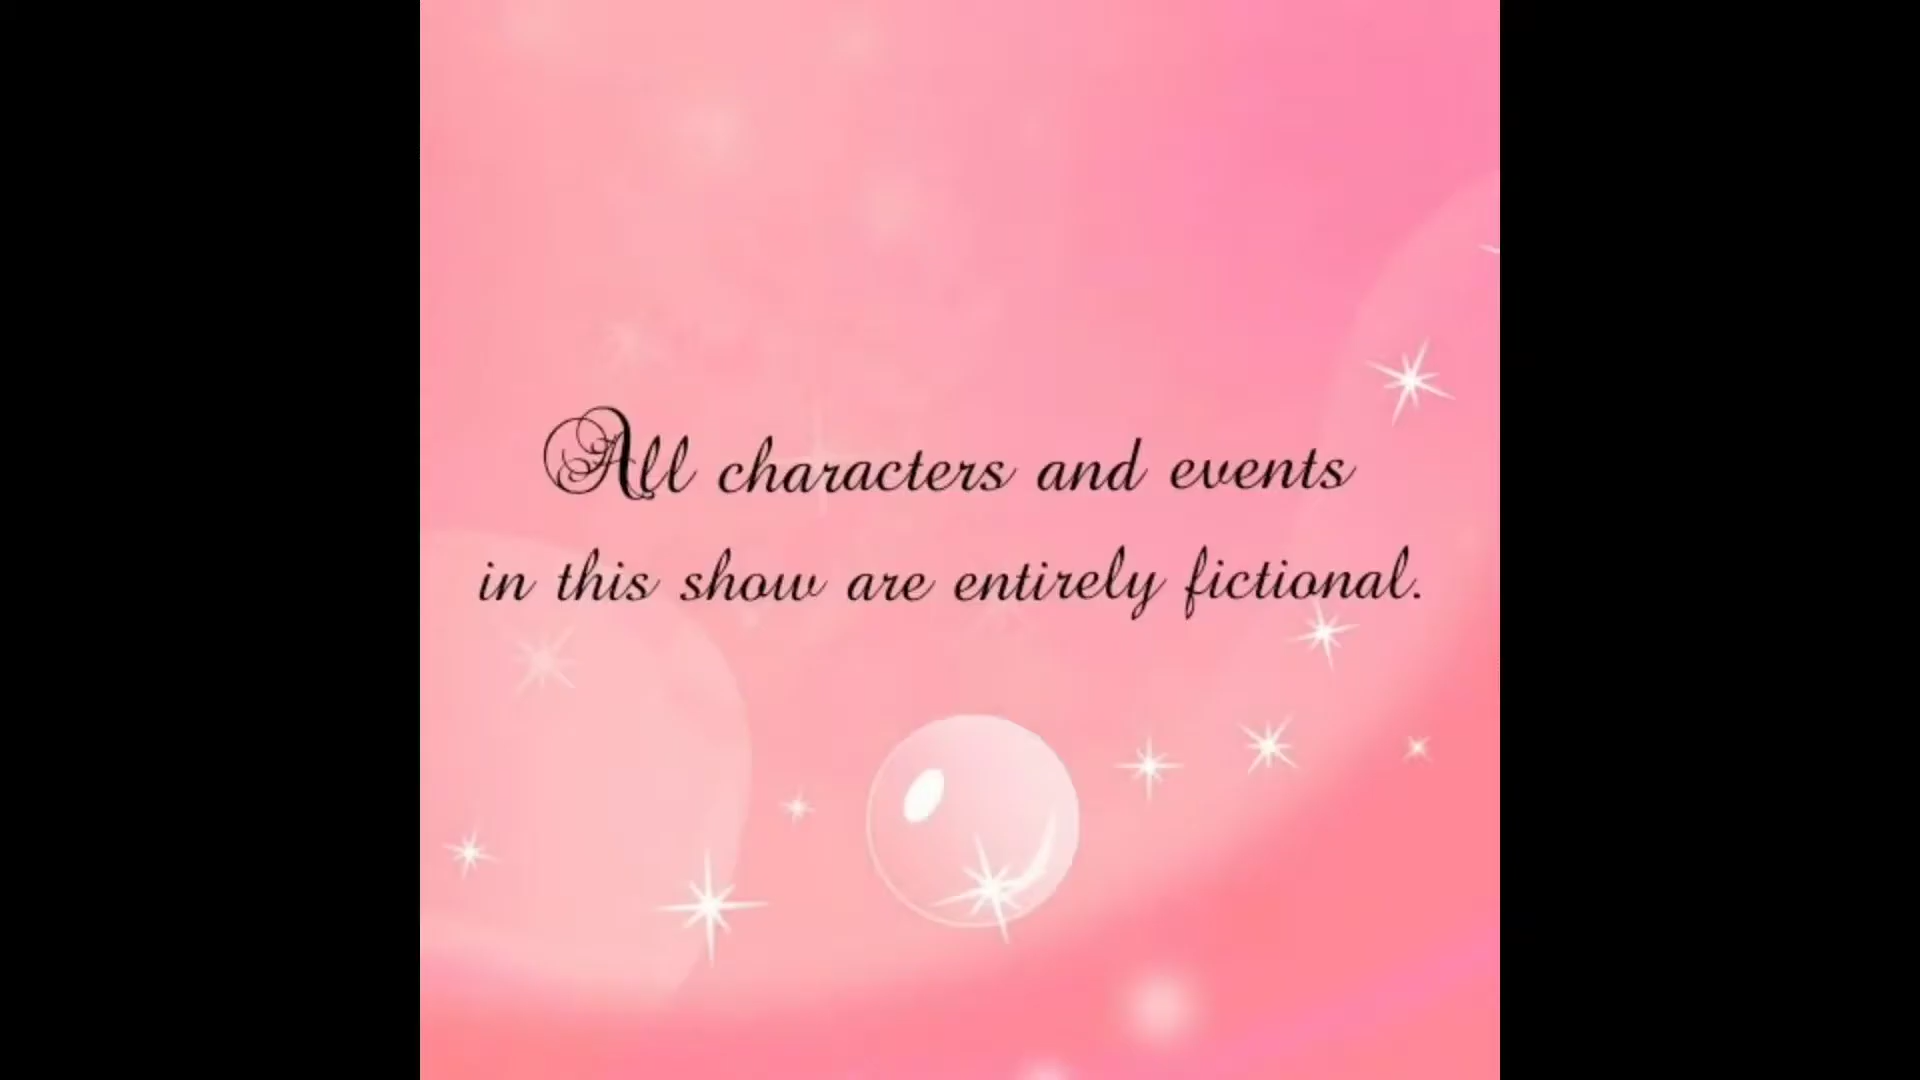 All characters and events
in this show are entirely fictional.